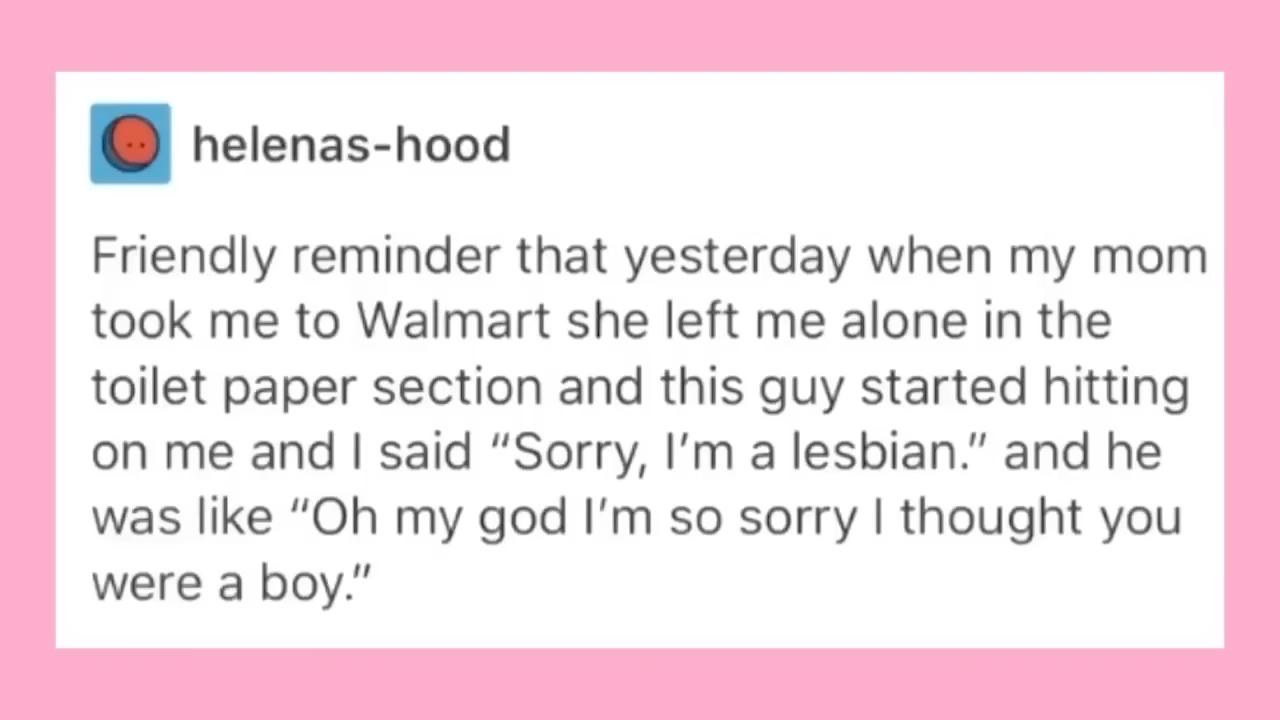 helenas-hood
Friendly reminder that yesterday when my mom
took me to Walmart she left me alone in the
toilet paper section and this guy started hitting
on me and I said “Sorry, I’m a lesbian.” and he
was like “Oh my god I’m so sorry I thought you
were a boy.”